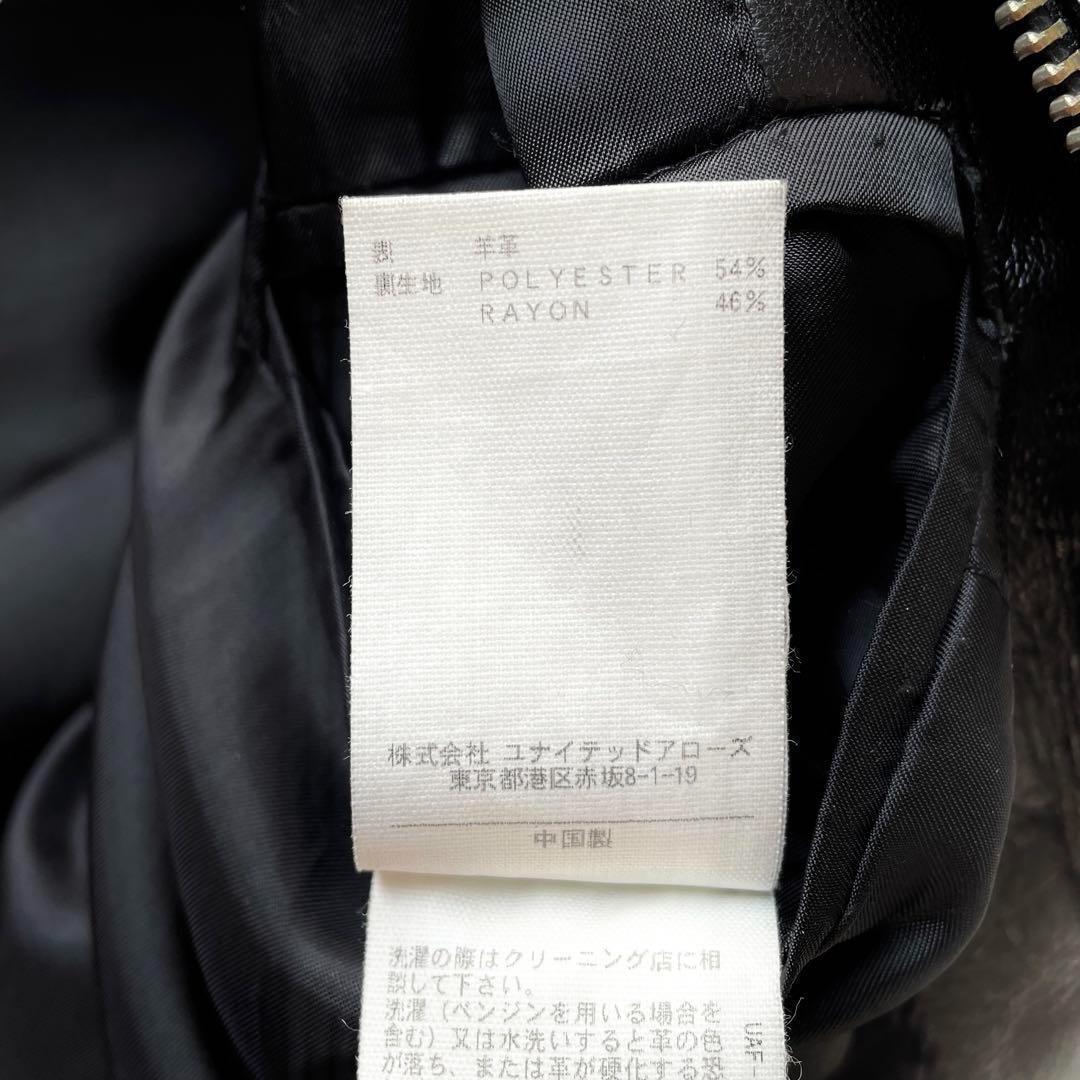 表 羊革
裏生地 POLYESTER 54%
RAYON 46%
株式会社 ユナイテッドアローズ
東京都港区赤坂8-1-19
中国製
洗濯の際はクリーニング店に相
談して下さい。
洗濯（ベンジンを用いる場合を
含む）又は水洗いすると革の色
が落ち、または革が硬化する恐
UAF-